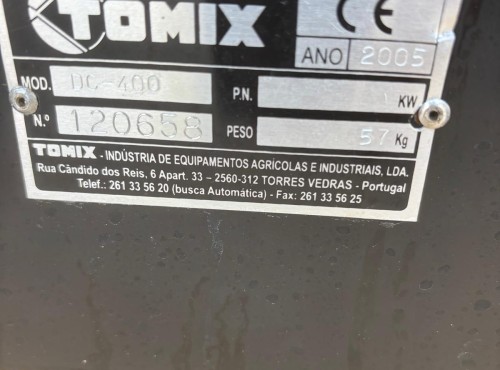 TOMIX CE
ANO 2005
MOD. DC-400 P.N. KW
N.º 120658 PESO 57 Kg
TOMIX - INDÚSTRIA DE EQUIPAMENTOS AGRÍCOLAS E INDUSTRIAIS, LDA.
Rua Cândido dos Reis, 6 Apart. 33 – 2560-312 TORRES VEDRAS - Portugal
Telef.: 261 33 56 20 (busca Automática) - Fax: 261 33 56 25